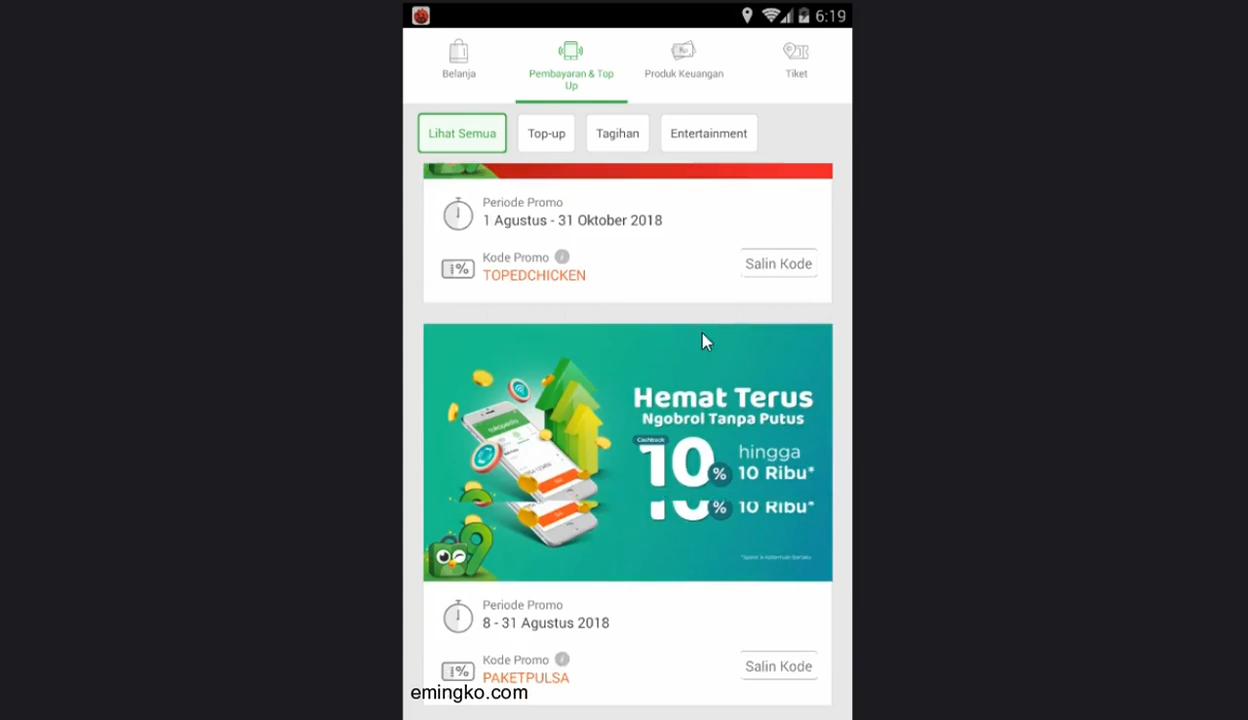 6:19
Belanja
Pembayaran & Top
Up
Produk Keuangan
Tiket
Lihat Semua
Top-up
Tagihan
Entertainment
Periode Promo
1 Agustus - 31 Oktober 2018
Kode Promo
TOPEDCHICKEN
Salin Kode
Hemat Terus
Ngobrol Tanpa Putus
Cashback
10% hingga
10 Ribu*
10% 10 Ribu*
tokopedia
Periode Promo
8 - 31 Agustus 2018
Kode Promo
PAKETPULSA
Salin Kode
emingko.com